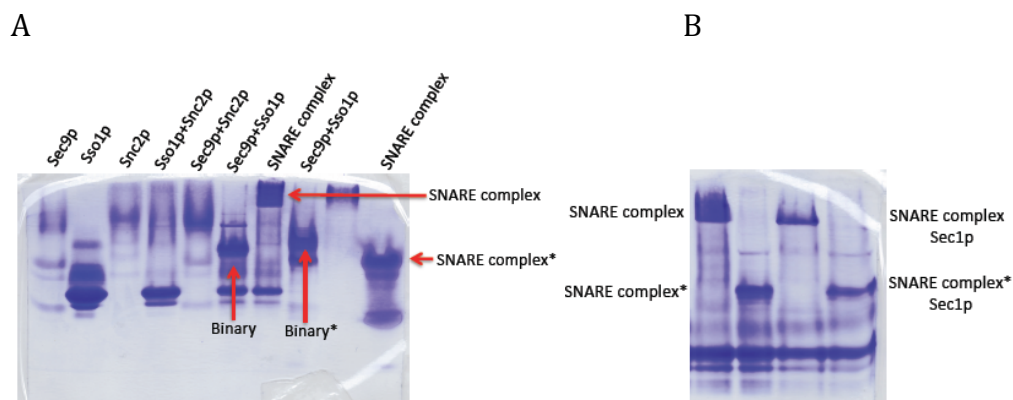 A
B
Sec9p
Sso1p
Snc2p
Sso1p+Snc2p
Sec9p+Snc2p
Sec9p+Sso1p
SNARE complex
Sec9p+Sso1p
SNARE complex
SNARE complex
SNARE complex*
Binary
Binary*
SNARE complex
SNARE complex*
SNARE complex
Sec1p
SNARE complex*
Sec1p